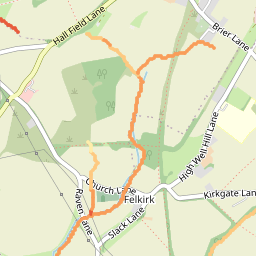 Hall Field Lane
Brier Lane
High Well Hill Lane
Church Lane
Felkirk
Kirkgate Lan
Raven Lane
Slack Lane